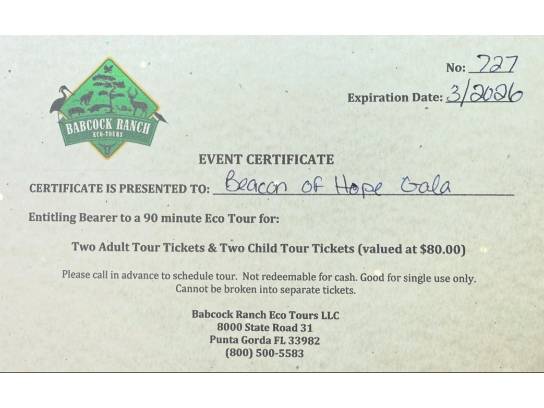 No: 727
Expiration Date: 3/2026
BABCOCK RANCH
ECO-TOURS
EVENT CERTIFICATE
CERTIFICATE IS PRESENTED TO: Beacon of Hope Gala
Entitling Bearer to a 90 minute Eco Tour for:
Two Adult Tour Tickets & Two Child Tour Tickets (valued at $80.00)
Please call in advance to schedule tour. Not redeemable for cash. Good for single use only.
Cannot be broken into separate tickets.
Babcock Ranch Eco Tours LLC
8000 State Road 31
Punta Gorda FL 33982
(800) 500-5583